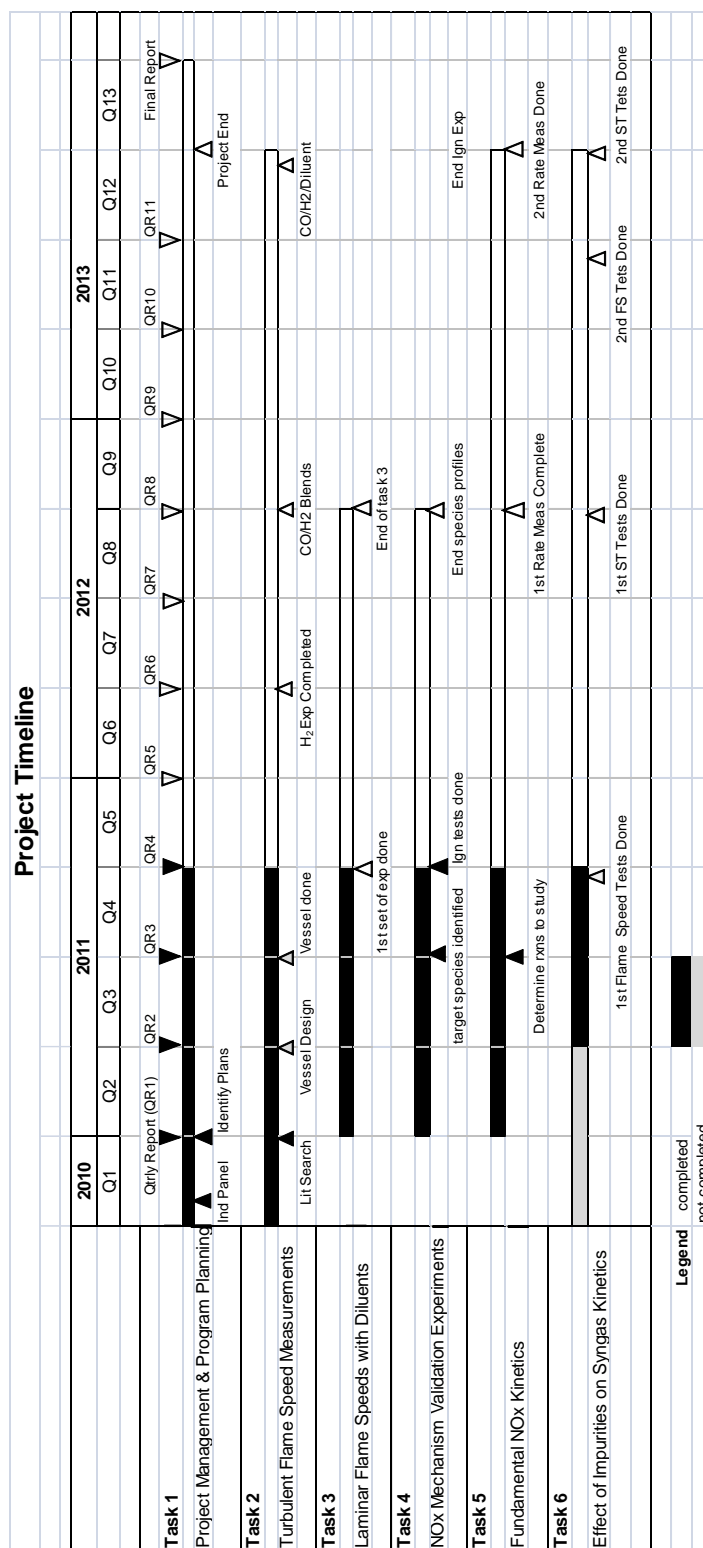 Project Timeline
2010 2011 2012 2013
Q1 Q2 Q3 Q4 Q5 Q6 Q7 Q8 Q9 Q10 Q11 Q12 Q13
Task 1
Qtrly Report (QR1) QR2 QR3 QR4 QR5 QR6 QR7 QR8 QR9 QR10 QR11 Final Report
Project Management & Program Planning
Ind Panel Identify Plans Project End
Task 2
Turbulent Flame Speed Measurements
Lit Search Vessel Design Vessel done H2 Exp Completed CO/H2 Blends CO/H2/Diluent
Task 3
Laminar Flame Speeds with Diluents
1st set of exp done End of task 3
Task 4
NOx Mechanism Validation Experiments
target species identified Ign tests done End species profiles
Task 5
End Ign Exp
Fundamental NOx Kinetics
Determine rxns to study 1st Rate Meas Complete 2nd Rate Meas Done
Task 6
Effect of Impurities on Syngas Kinetics
1st Flame Speed Tests Done 1st ST Tests Done 2nd FS Tets Done 2nd ST Tets Done
Legend completed
not completed